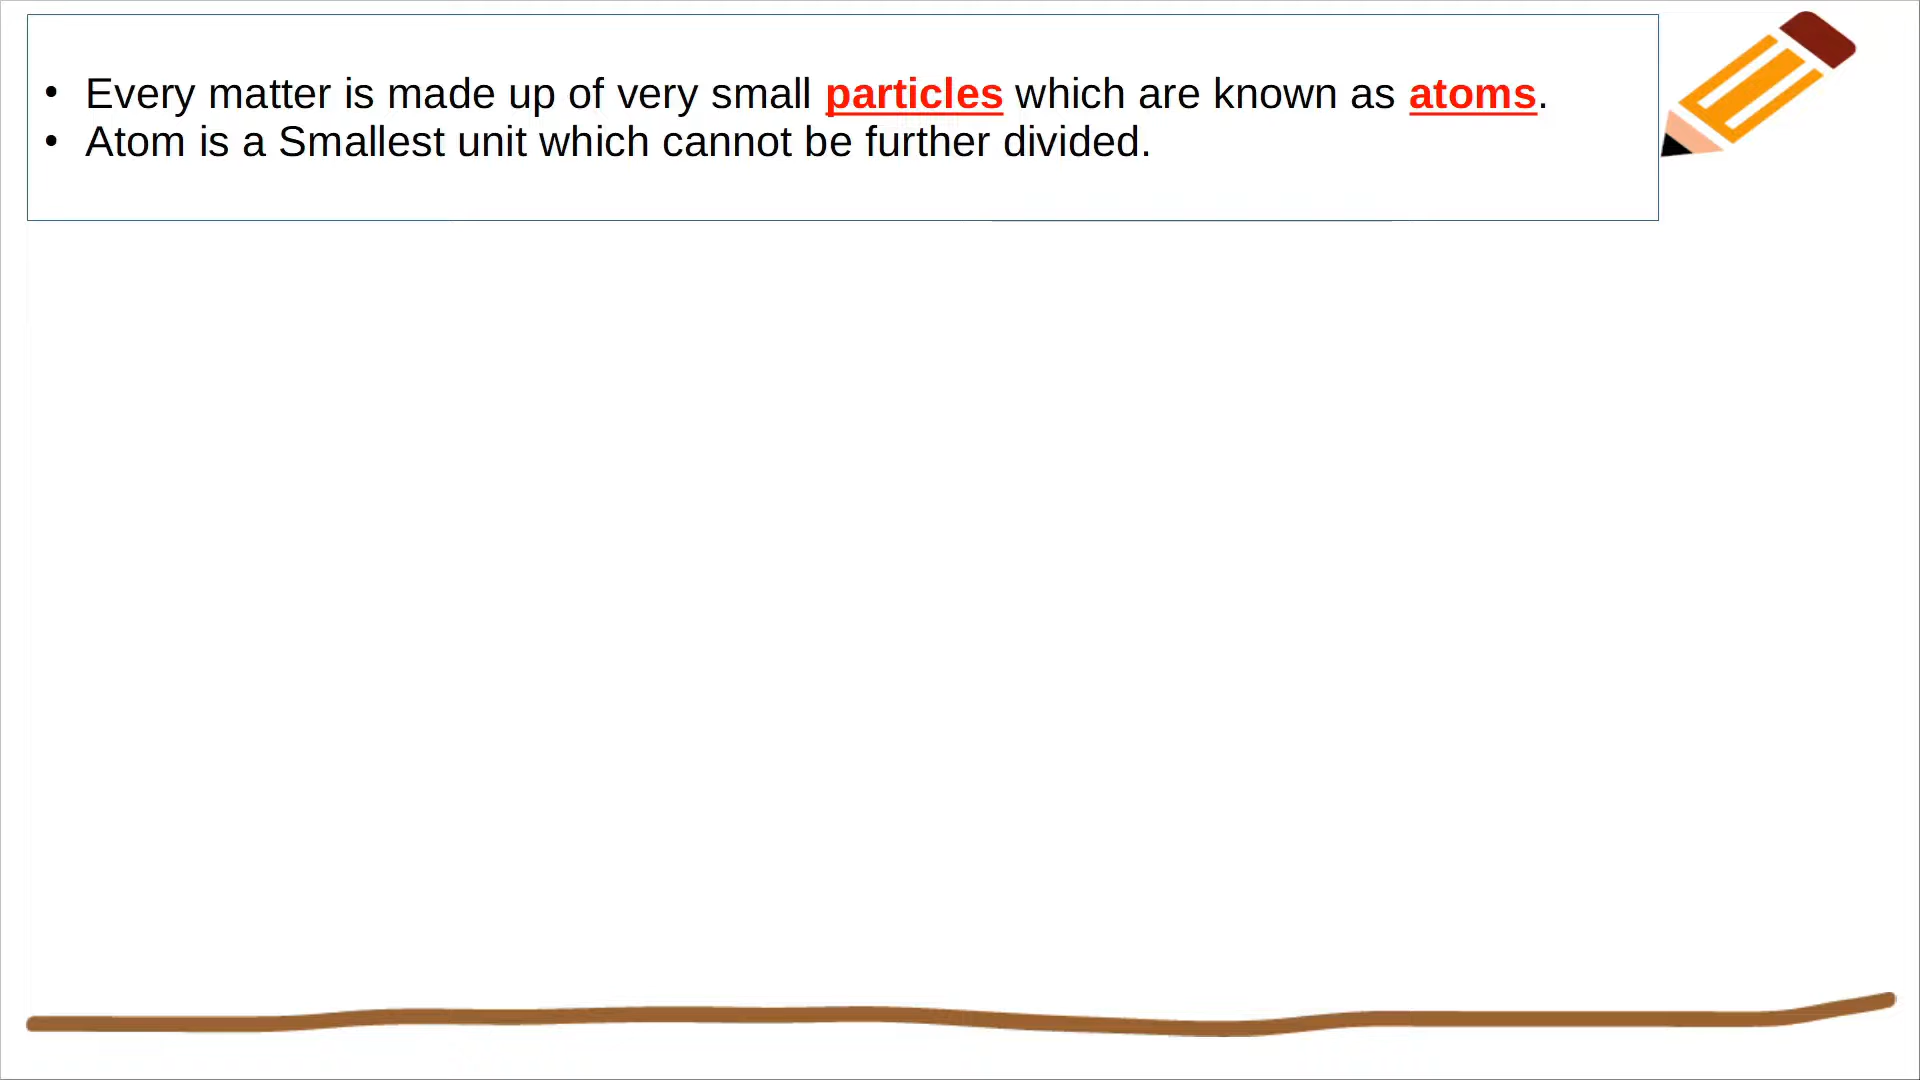 • Every matter is made up of very small particles which are known as atoms.
• Atom is a Smallest unit which cannot be further divided.